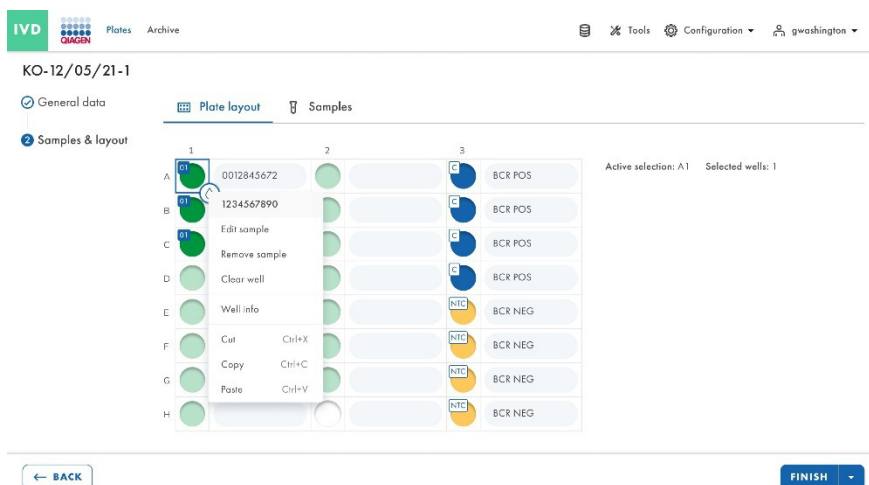 IVD
QIAGEN
Plates Archive
Tools Configuration gwashington
KO-12/05/21-1
General data
2 Samples & layout
Plate layout Samples
1 2 3
Active selection: A1 Selected wells: 1
A 01 0012845672 C BCR POS
B 01 C BCR POS
C 01 C BCR POS
D C BCR POS
E NTC BCR NEG
F NTC BCR NEG
G NTC BCR NEG
H NTC BCR NEG
1234567890
Edit sample
Remove sample
Clear well
Well info
Cut Ctrl+X
Copy Ctrl+C
Paste Ctrl+V
← BACK
FINISH